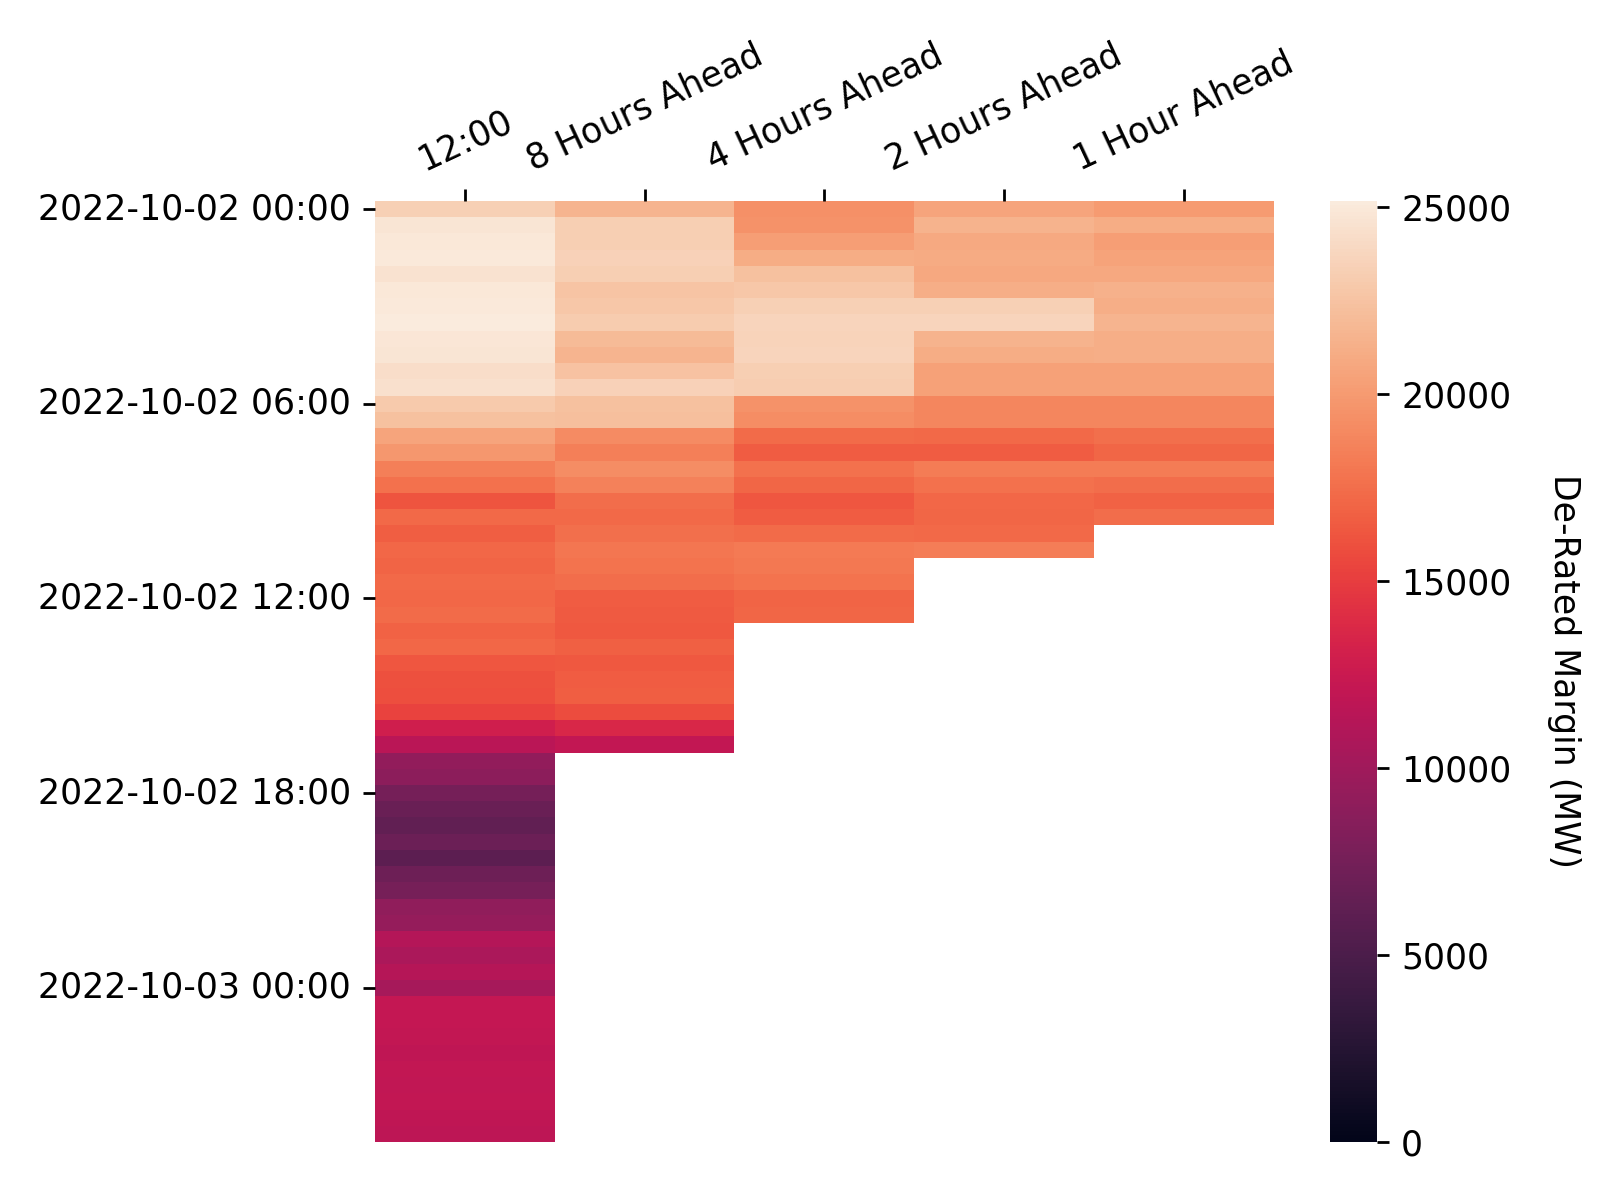 12:00
8 Hours Ahead
4 Hours Ahead
2 Hours Ahead
1 Hour Ahead
2022-10-02 00:00
2022-10-02 06:00
2022-10-02 12:00
2022-10-02 18:00
2022-10-03 00:00
25000
20000
15000
10000
5000
0
De-Rated Margin (MW)